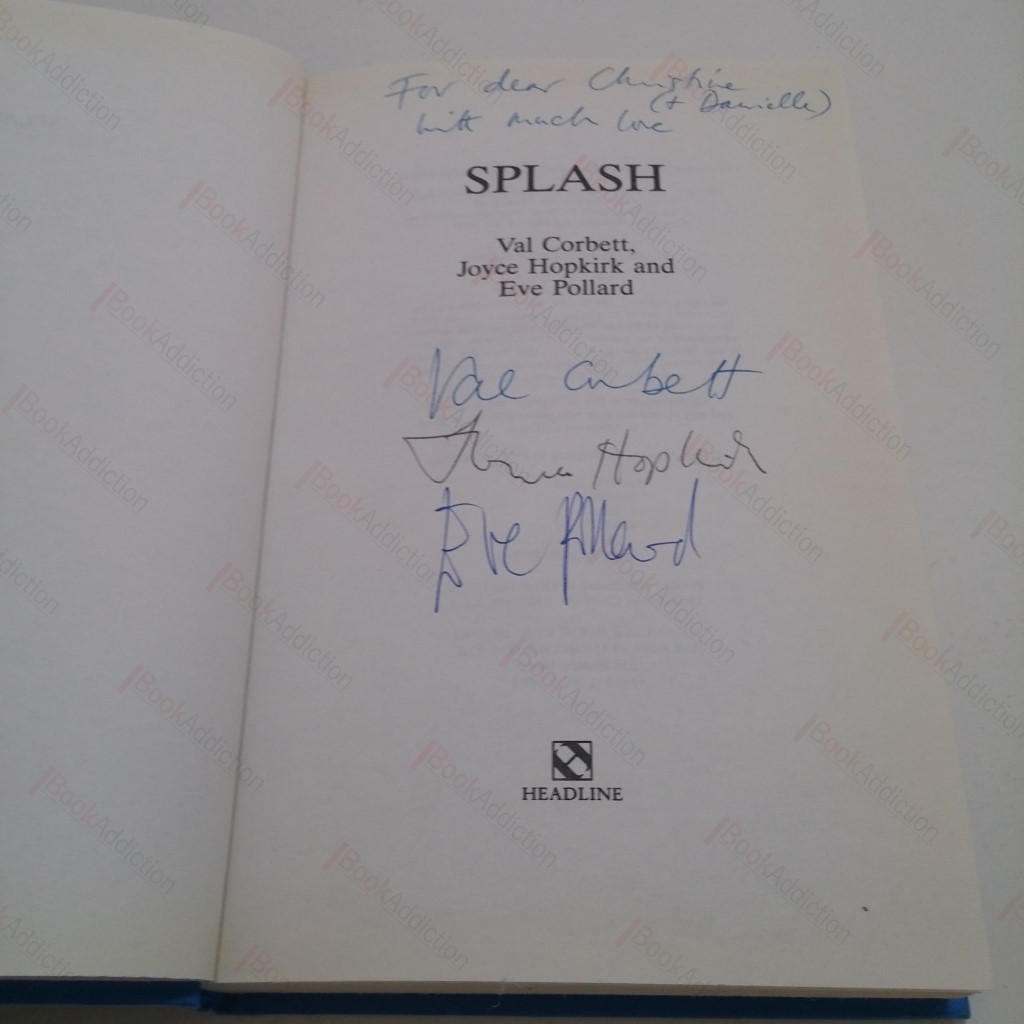 For dear Christine
(+ Danielle)
with much love
SPLASH
Val Corbett,
Joyce Hopkirk and
Eve Pollard
Val Corbett
Hopkirk
Eve Pollard
HEADLINE
BookAddiction